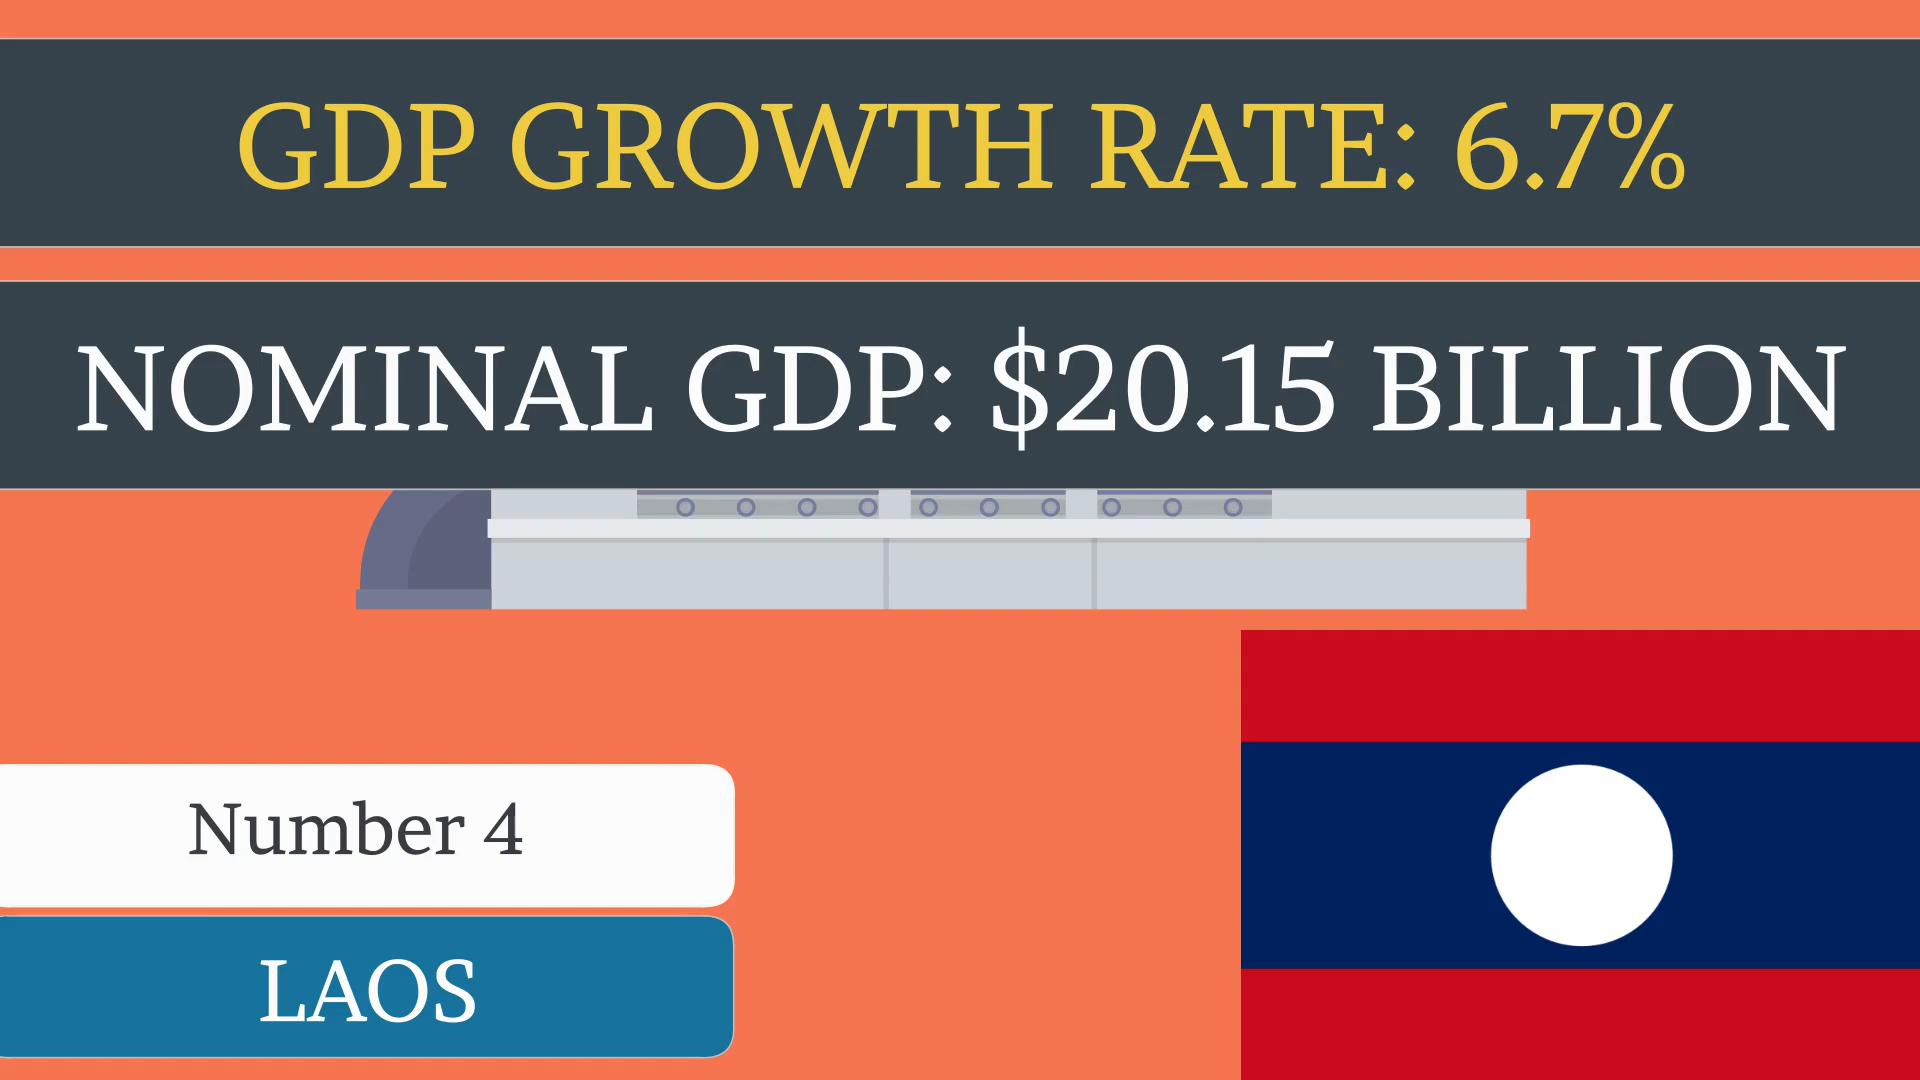 GDP GROWTH RATE: 6.7%
NOMINAL GDP: $20.15 BILLION
Number 4
LAOS